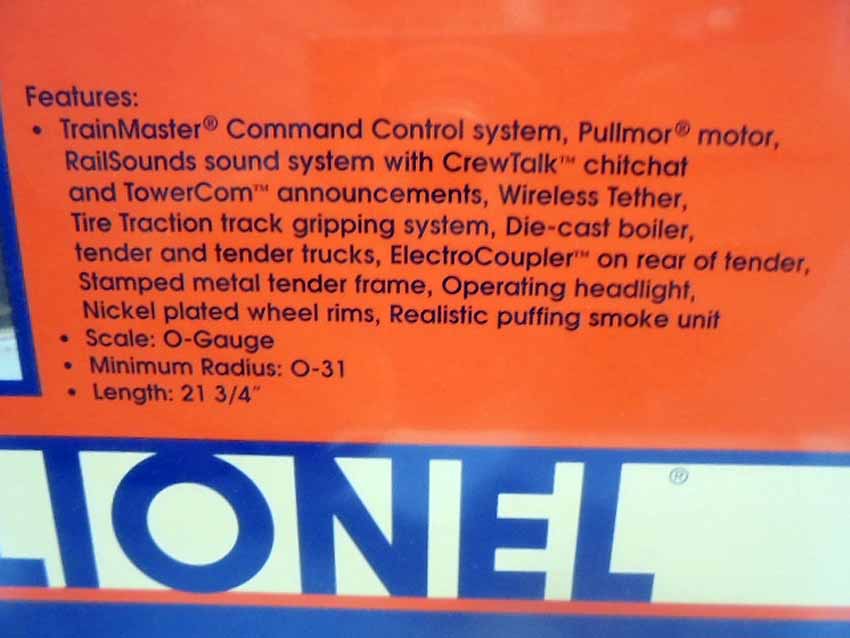 Features:
• TrainMaster® Command Control system, Pullmor® motor,
RailSounds sound system with CrewTalk™ chitchat
and TowerCom™ announcements, Wireless Tether,
Tire Traction track gripping system, Die-cast boiler,
tender and tender trucks, ElectroCoupler™ on rear of tender,
Stamped metal tender frame, Operating headlight,
Nickel plated wheel rims, Realistic puffing smoke unit
• Scale: O-Gauge
• Minimum Radius: O-31
• Length: 21 3/4"
LIONEL®